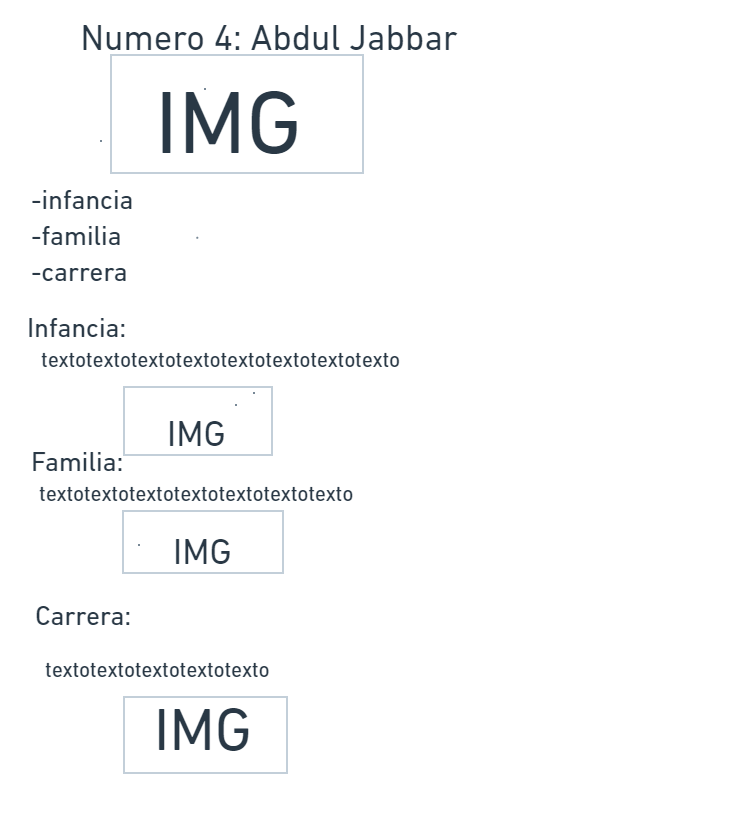 Numero 4: Abdul Jabbar
IMG
-infancia
-familia
-carrera
Infancia:
textotextotextotextotextotextotextotexto
IMG
Familia:
textotextotextotextotextotextotexto
IMG
Carrera:
textotextotextotextotexto
IMG